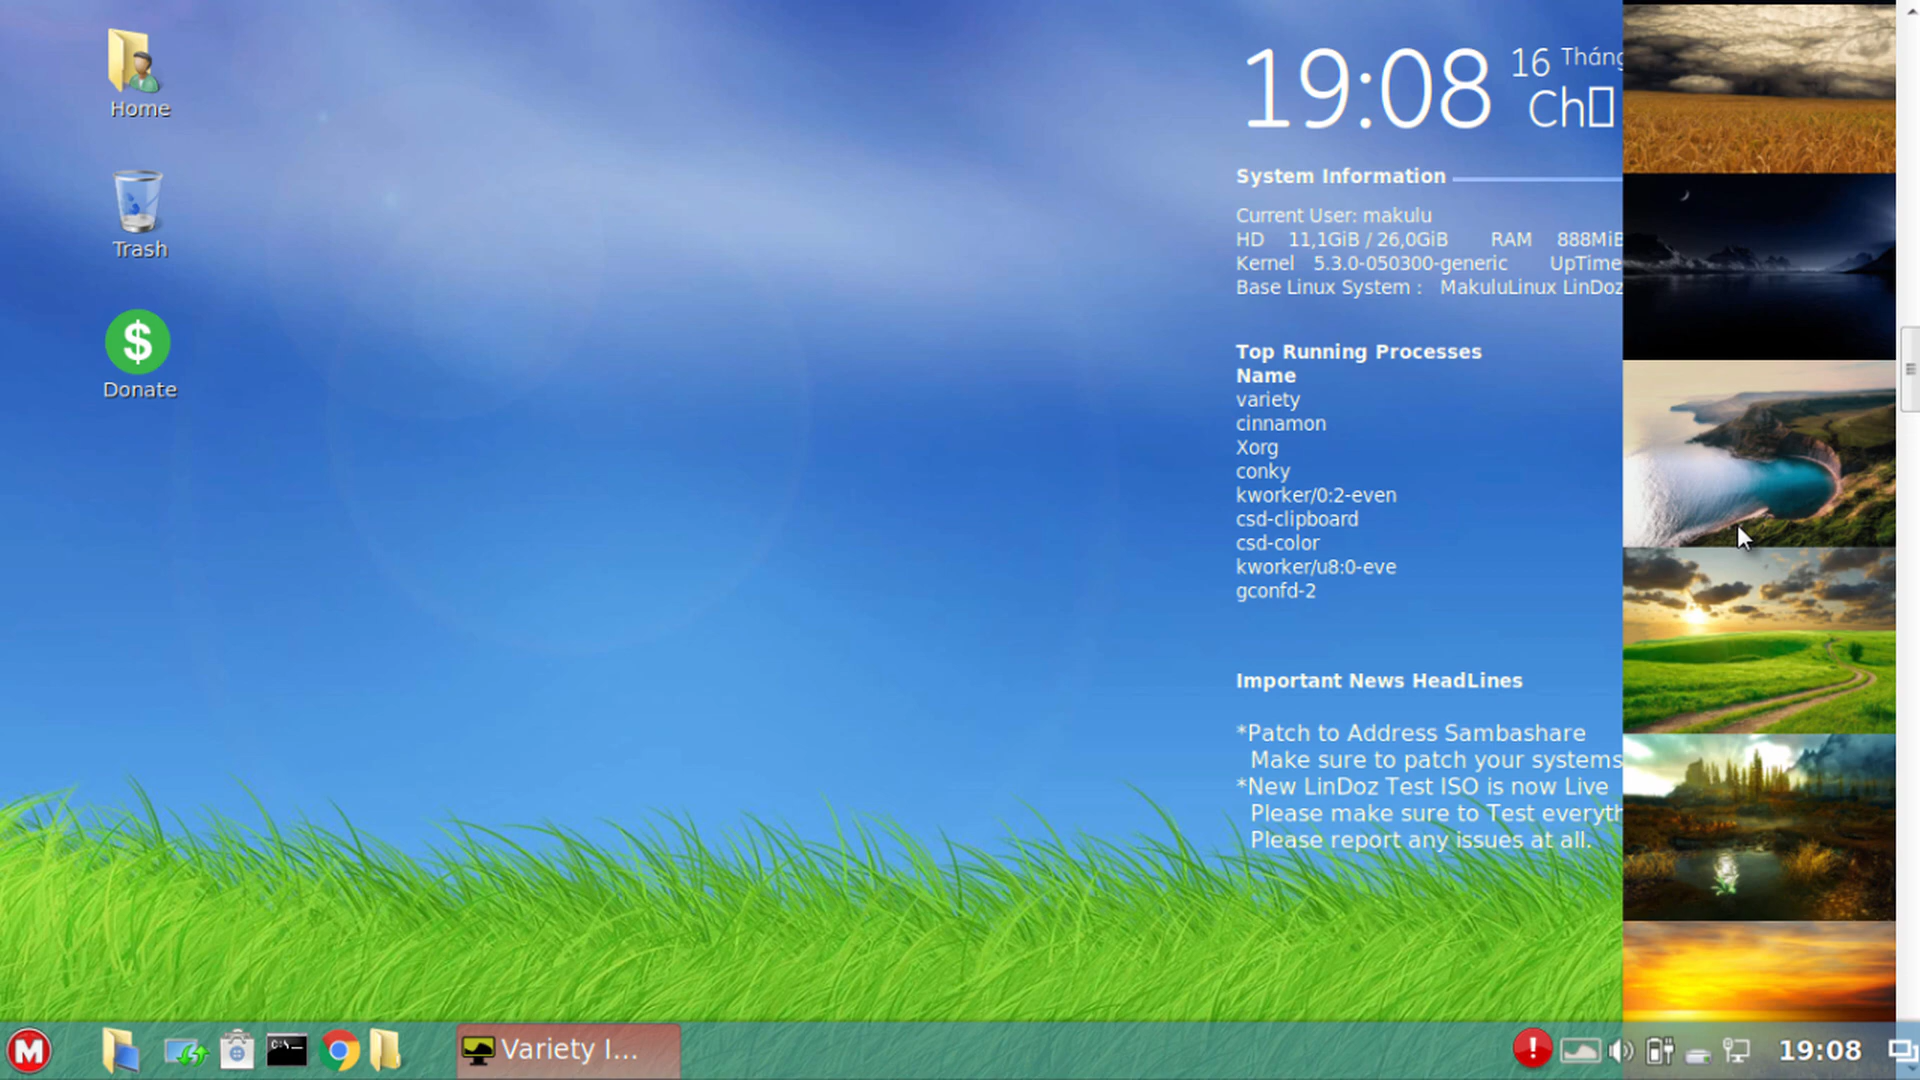 Home
Trash
$
Donate
19:08
16 Tháng
Ch
System Information
Current User: makulu
HD 11,1GiB / 26,0GiB RAM 888MiB
Kernel 5.3.0-050300-generic UpTime
Base Linux System : MakuluLinux LinDoz
Top Running Processes
Name
variety
cinnamon
Xorg
conky
kworker/0:2-even
csd-clipboard
csd-color
kworker/u8:0-eve
gconfd-2
Important News HeadLines
*Patch to Address Sambashare
Make sure to patch your systems
*New LinDoz Test ISO is now Live
Please make sure to Test everyth
Please report any issues at all.
M
C:\
Variety I...
!
19:08